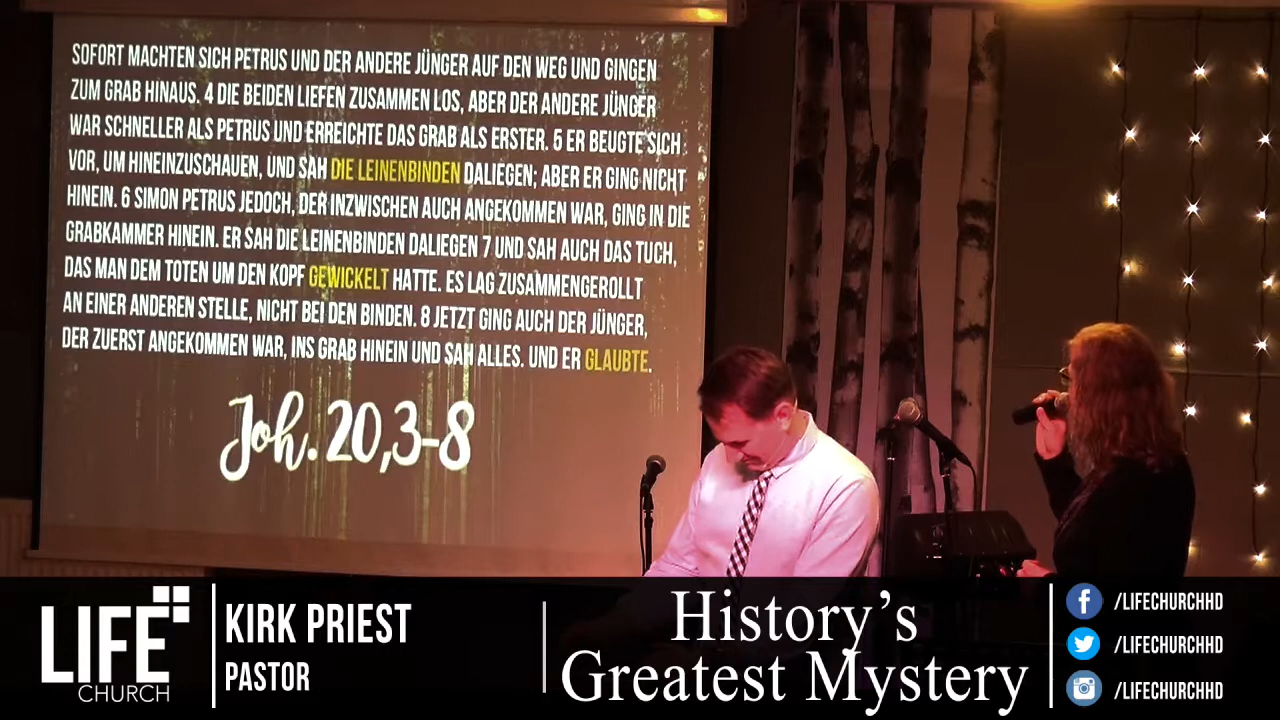 SOFORT MACHTEN SICH PETRUS UND DER ANDERE JÜNGER AUF DEN WEG UND GINGEN
ZUM GRAB HINAUS. 4 DIE BEIDEN LIEFEN ZUSAMMEN LOS, ABER DER ANDERE JÜNGER
WAR SCHNELLER ALS PETRUS UND ERREICHTE DAS GRAB ALS ERSTER. 5 ER BEUGTE SICH
VOR, UM HINEINZUSCHAUEN, UND SAH DIE LEINENBINDEN DALIEGEN; ABER ER GING NICHT
HINEIN. 6 SIMON PETRUS JEDOCH, DER INZWISCHEN AUCH ANGEKOMMEN WAR, GING IN DIE
GRABKAMMER HINEIN. ER SAH DIE LEINENBINDEN DALIEGEN 7 UND SAH AUCH DAS TUCH,
DAS MAN DEM TOTEN UM DEN KOPF GEWICKELT HATTE. ES LAG ZUSAMMENGEROLLT
AN EINER ANDEREN STELLE, NICHT BEI DEN BINDEN. 8 JETZT GING AUCH DER JÜNGER,
DER ZUERST ANGEKOMMEN WAR, INS GRAB HINEIN UND SAH ALLES. UND ER GLAUBTE.
Joh. 20,3-8
LIFE
CHURCH
KIRK PRIEST
PASTOR
History's
Greatest Mystery
/LIFECHURCHHD
/LIFECHURCHHD
/LIFECHURCHHD